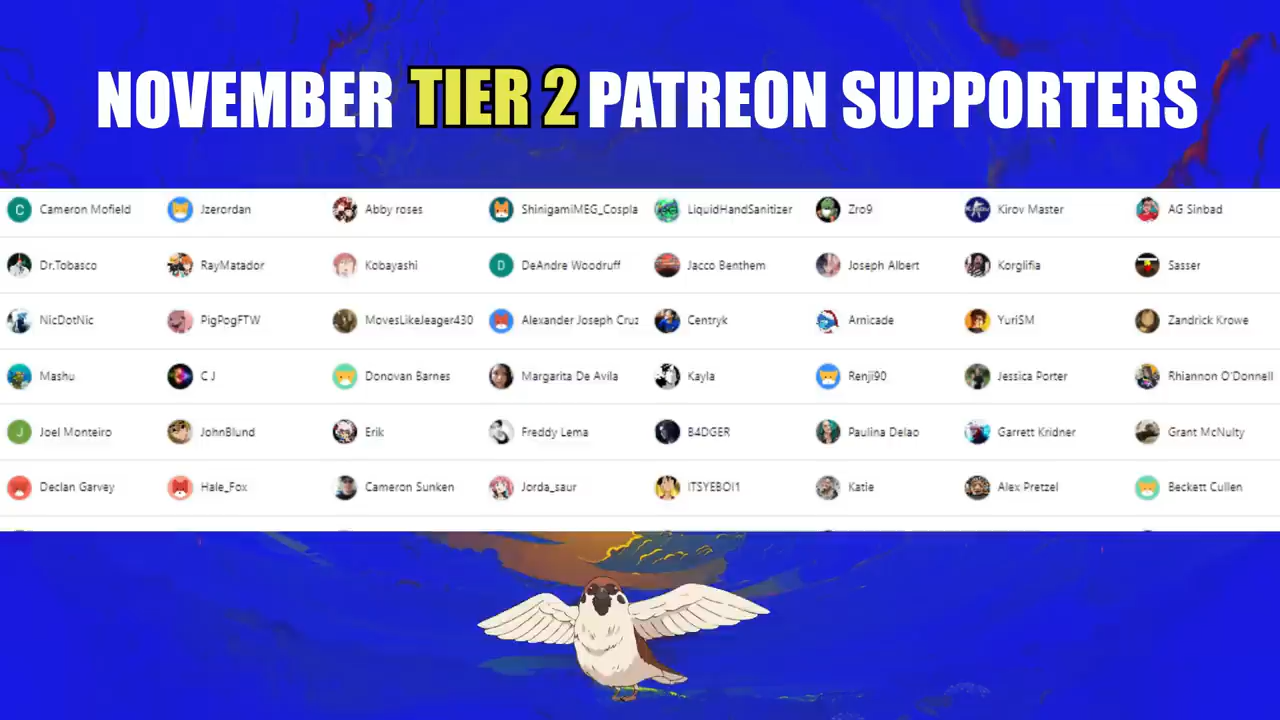 NOVEMBER TIER 2 PATREON SUPPORTERS
Cameron Mofield Jzerordan Abby roses ShinigamiMEG_Cospla LiquidHandSanitizer Zro9 Kirov Master AG Sinbad
Dr.Tobasco RayMatador Kobayashi DeAndre Woodruff Jacco Benthem Joseph Albert Korglifia Sasser
NicDotNic PigPogFTW MovesLikeJeager430 Alexander Joseph Cruz Centryk Arnicade YuriSM Zandrick Krowe
Mashu C J Donovan Barnes Margarita De Avila Kayla Renji90 Jessica Porter Rhiannon O'Donnell
Joel Monteiro JohnBlund Erik Freddy Lema B4DGER Paulina Delao Garrett Kridner Grant McNulty
Declan Garvey Hale_Fox Cameron Sunken Jorda_saur ITSYEBOI1 Katie Alex Pretzel Beckett Cullen